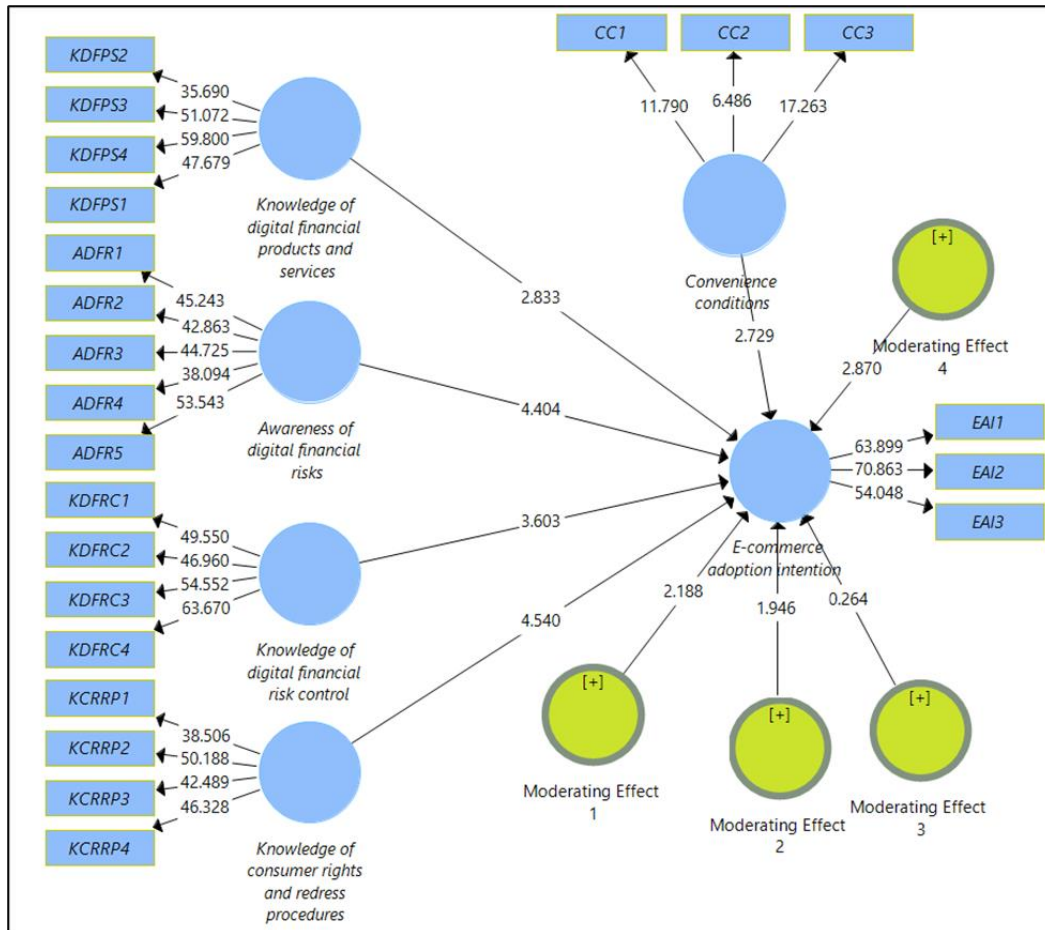 CC1
CC2
CC3
11.790
6.486
17.263
KDFPS2
KDFPS3
KDFPS4
KDFPS1
35.690
51.072
59.800
47.679
Knowledge of
digital financial
products and
services
2.833
Convenience
conditions
2.729
[+]
Moderating Effect
4
2.870
ADFR1
ADFR2
ADFR3
ADFR4
ADFR5
45.243
42.863
44.725
38.094
53.543
Awareness of
digital financial
risks
4.404
EAI1
EAI2
EAI3
63.899
70.863
54.048
E-commerce
adoption intention
KDFRC1
KDFRC2
KDFRC3
KDFRC4
49.550
46.960
54.552
63.670
Knowledge of
digital financial
risk control
3.603
KCRRP1
KCRRP2
KCRRP3
KCRRP4
38.506
50.188
42.489
46.328
Knowledge of
consumer rights
and redress
procedures
4.540
2.188
1.946
0.264
[+]
Moderating Effect
1
[+]
Moderating Effect
2
[+]
Moderating Effect
3